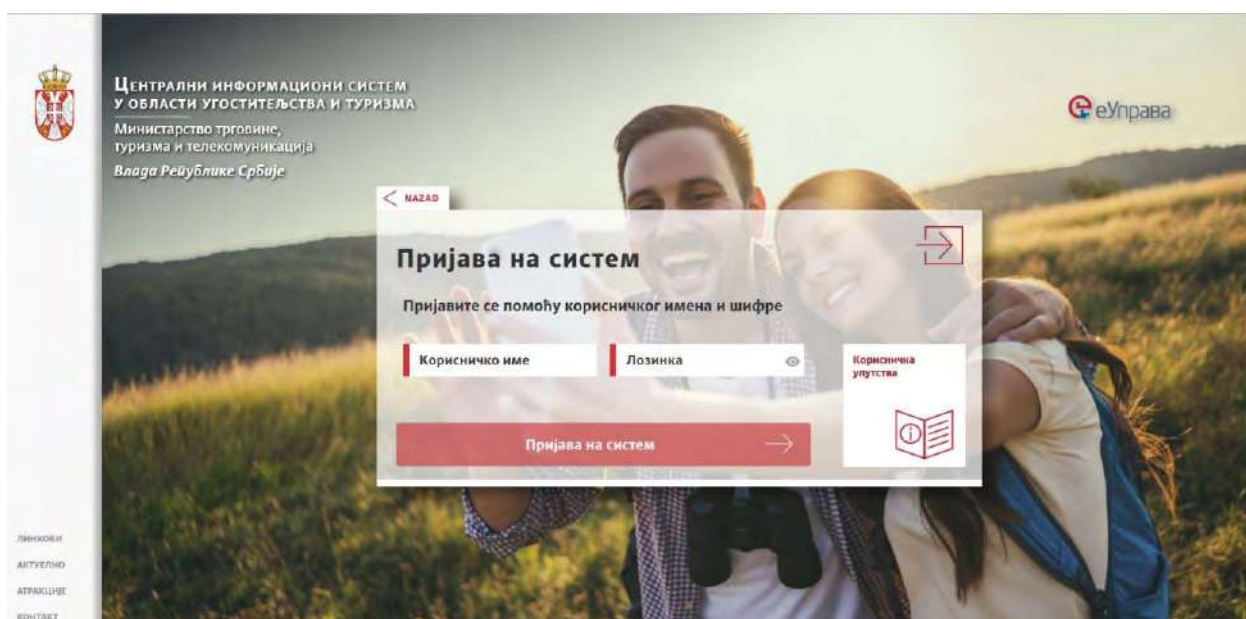 Централни информациони систем
у области угоститељства и туризма
Министарство трговине,
туризма и телекомуникација
Влада Републике Србије
еУправа
NAZAD
Пријава на систем
Пријавите се помоћу корисничког имена и шифре
Корисничко име
Лозинка
Корисничка
упутства
Пријава на систем
ЛИНКОВИ
АКТУЕЛНО
АТРАКЦИЈЕ
КОНТАКТ